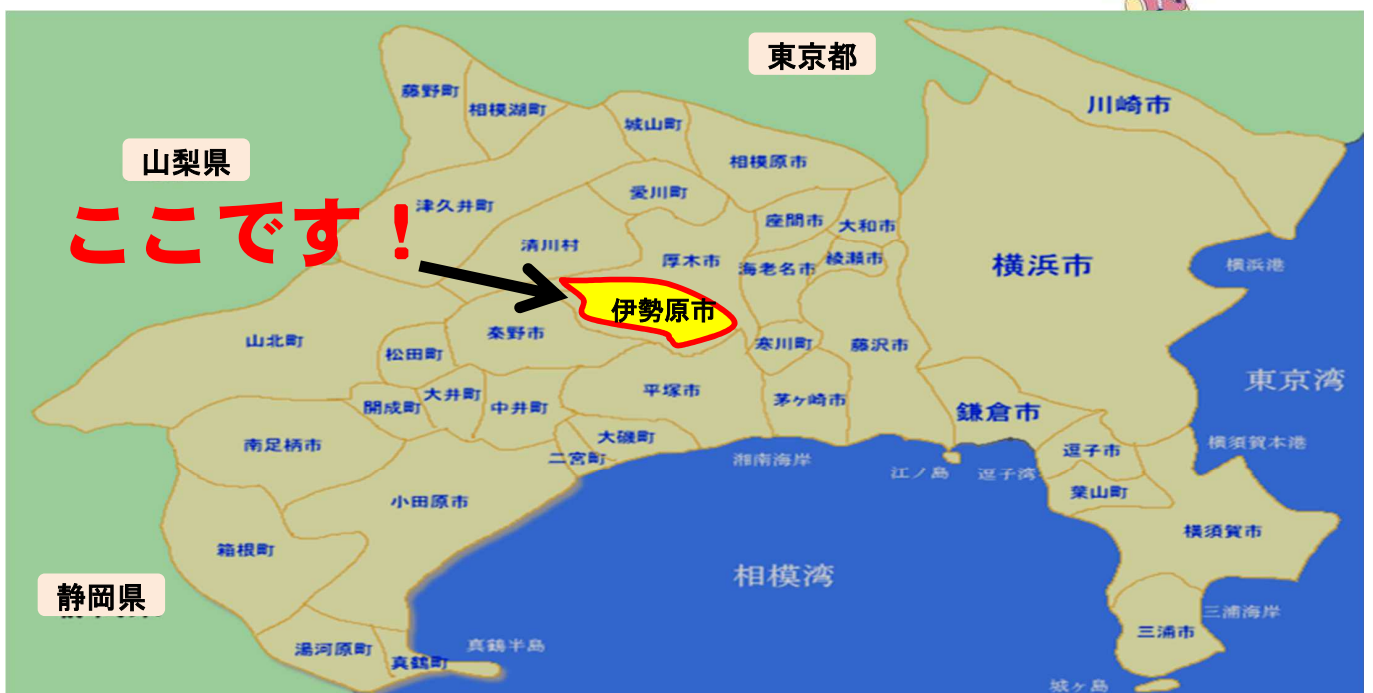 東京都
川崎市
藤野町
相模湖町
城山町
相模原市
山梨県
ここです！
津久井町
愛川町
座間市
大和市
清川村
厚木市
海老名市
綾瀬市
横浜市
横浜港
伊勢原市
山北町
松田町
秦野市
寒川町
藤沢市
東京湾
開成町
大井町
中井町
平塚市
茅ヶ崎市
鎌倉市
南足柄市
大磯町
二宮町
湘南海岸
江ノ島
逗子湾
逗子市
横須賀本港
小田原市
葉山町
横須賀市
箱根町
相模湾
静岡県
三浦海岸
三浦市
湯河原町
真鶴町
真鶴半島
城ヶ島